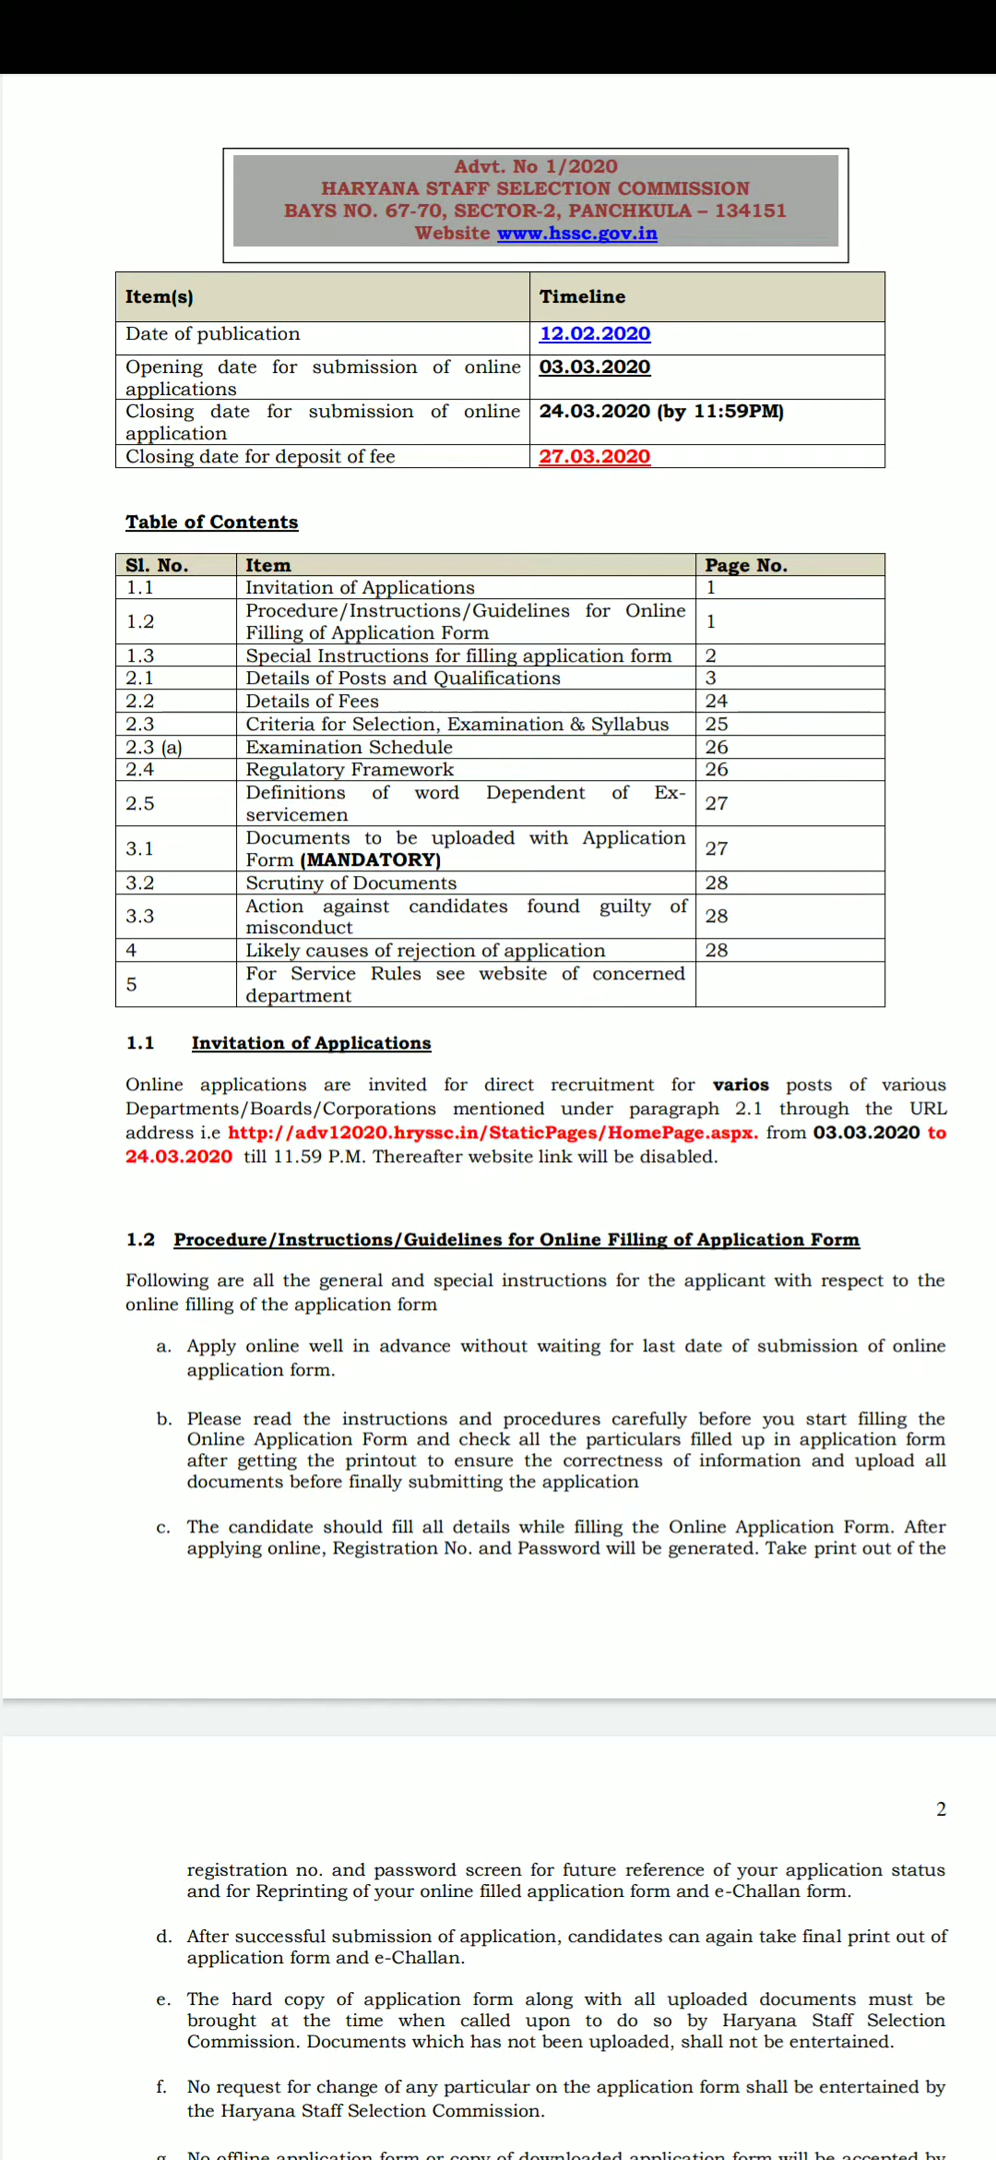 Advt. No 1/2020
HARYANA STAFF SELECTION COMMISSION
BAYS NO. 67-70, SECTOR-2, PANCHKULA – 134151
Website www.hssc.gov.in
Item(s) Timeline
Date of publication 12.02.2020
Opening date for submission of online 03.03.2020
applications
Closing date for submission of online 24.03.2020 (by 11:59PM)
application
Closing date for deposit of fee 27.03.2020
Table of Contents
Sl. No. Item Page No.
1.1 Invitation of Applications 1
1.2 Procedure/Instructions/Guidelines for Online 1
Filling of Application Form
1.3 Special Instructions for filling application form 2
2.1 Details of Posts and Qualifications 3
2.2 Details of Fees 24
2.3 Criteria for Selection, Examination & Syllabus 25
2.3 (a) Examination Schedule 26
2.4 Regulatory Framework 26
2.5 Definitions of word Dependent of Ex- 27
servicemen
3.1 Documents to be uploaded with Application 27
Form (MANDATORY)
3.2 Scrutiny of Documents 28
3.3 Action against candidates found guilty of 28
misconduct
4 Likely causes of rejection of application 28
5 For Service Rules see website of concerned
department
1.1 Invitation of Applications
Online applications are invited for direct recruitment for varios posts of various
Departments/Boards/Corporations mentioned under paragraph 2.1 through the URL
address i.e http://adv12020.hryssc.in/StaticPages/HomePage.aspx. from 03.03.2020 to
24.03.2020 till 11.59 P.M. Thereafter website link will be disabled.
1.2 Procedure/Instructions/Guidelines for Online Filling of Application Form
Following are all the general and special instructions for the applicant with respect to the
online filling of the application form
a. Apply online well in advance without waiting for last date of submission of online
application form.
b. Please read the instructions and procedures carefully before you start filling the
Online Application Form and check all the particulars filled up in application form
after getting the printout to ensure the correctness of information and upload all
documents before finally submitting the application
c. The candidate should fill all details while filling the Online Application Form. After
applying online, Registration No. and Password will be generated. Take print out of the
2
registration no. and password screen for future reference of your application status
and for Reprinting of your online filled application form and e-Challan form.
d. After successful submission of application, candidates can again take final print out of
application form and e-Challan.
e. The hard copy of application form along with all uploaded documents must be
brought at the time when called upon to do so by Haryana Staff Selection
Commission. Documents which has not been uploaded, shall not be entertained.
f. No request for change of any particular on the application form shall be entertained by
the Haryana Staff Selection Commission.
g. No offline application form or copy of downloaded application form will be accepted by